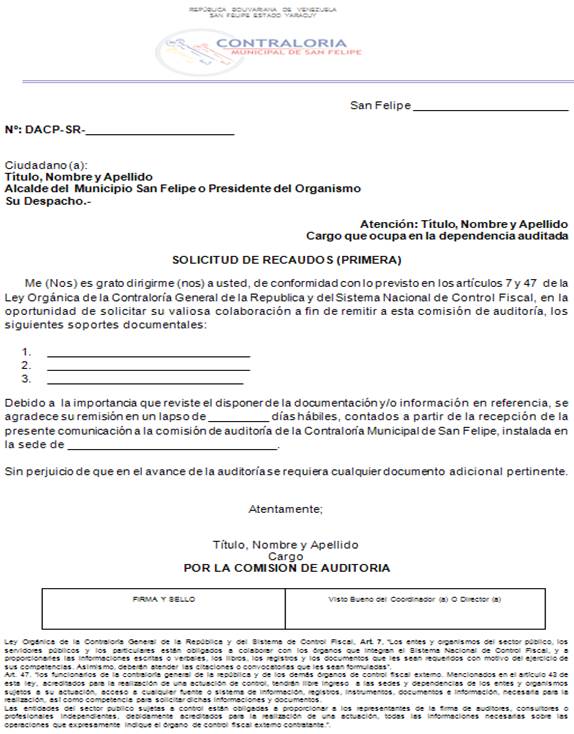 REPÚBLICA BOLIVARIANA DE VENEZUELA
SAN FELIPE ESTADO YARACUY
CONTRALORIA
MUNICIPAL DE SAN FELIPE
San Felipe
Nº: DACP-SR-
Ciudadano (a):
Título, Nombre y Apellido
Alcalde del Municipio San Felipe o Presidente del Organismo
Su Despacho.-
Atención: Título, Nombre y Apellido
Cargo que ocupa en la dependencia auditada
SOLICITUD DE RECAUDOS (PRIMERA)
Me (Nos) es grato dirigirme (nos) a usted, de conformidad con lo previsto en los artículos 7 y 47 de la
Ley Orgánica de la Contraloría General de la Republica y del Sistema Nacional de Control Fiscal, en la
oportunidad de solicitar su valiosa colaboración a fin de remitir a esta comisión de auditoría, los
siguientes soportes documentales:
1.
2.
3.
Debido a la importancia que reviste el disponer de la documentación y/o información en referencia, se
agradece su remisión en un lapso de _________ días hábiles, contados a partir de la recepción de la
presente comunicación a la comisión de auditoría de la Contraloría Municipal de San Felipe, instalada en
la sede de ______________________________.
Sin perjuicio de que en el avance de la auditoría se requiera cualquier documento adicional pertinente.
Atentamente;
Título, Nombre y Apellido
Cargo
POR LA COMISION DE AUDITORIA
FIRMA Y SELLO
Visto Bueno del Coordinador (a) O Director (a)
Ley Orgánica de la Contraloría General de la República y del Sistema de Control Fiscal, Art. 7. "Los entes y organismos del sector público, los
servidores públicos y los particulares están obligados a colaborar con los órganos que integran el Sistema Nacional de Control Fiscal, y a
proporcionarles las informaciones escritas o verbales, los libros, los registros y los documentos que les sean requeridos con motivo del ejercicio de
sus competencias. Asimismo, deberán atender las citaciones o convocatorias que les sean formuladas".
Art. 47. "los funcionarios de la contraloría general de la república y de los demás órganos de control fiscal externo. Mencionados en el artículo 43 de
esta ley, acreditados para la realización de una actuación de control, tendrán libre ingreso a las sedes y dependencias de los entes y organismos
sujetos a su actuación, acceso a cualquier fuente o sistema de información, registros, instrumentos, documentos e información, necesaria para la
realización, así como competencia para solicitar dichas informaciones y documentos.
Las entidades del sector publico sujetas a control están obligadas a proporcionar a los representantes de la firma de auditores, consultores o
profesionales independientes, debidamente acreditados para la realización de una actuación, todas las informaciones necesarias sobre las
operaciones que expresamente indique el órgano de control fiscal externo contratante.".